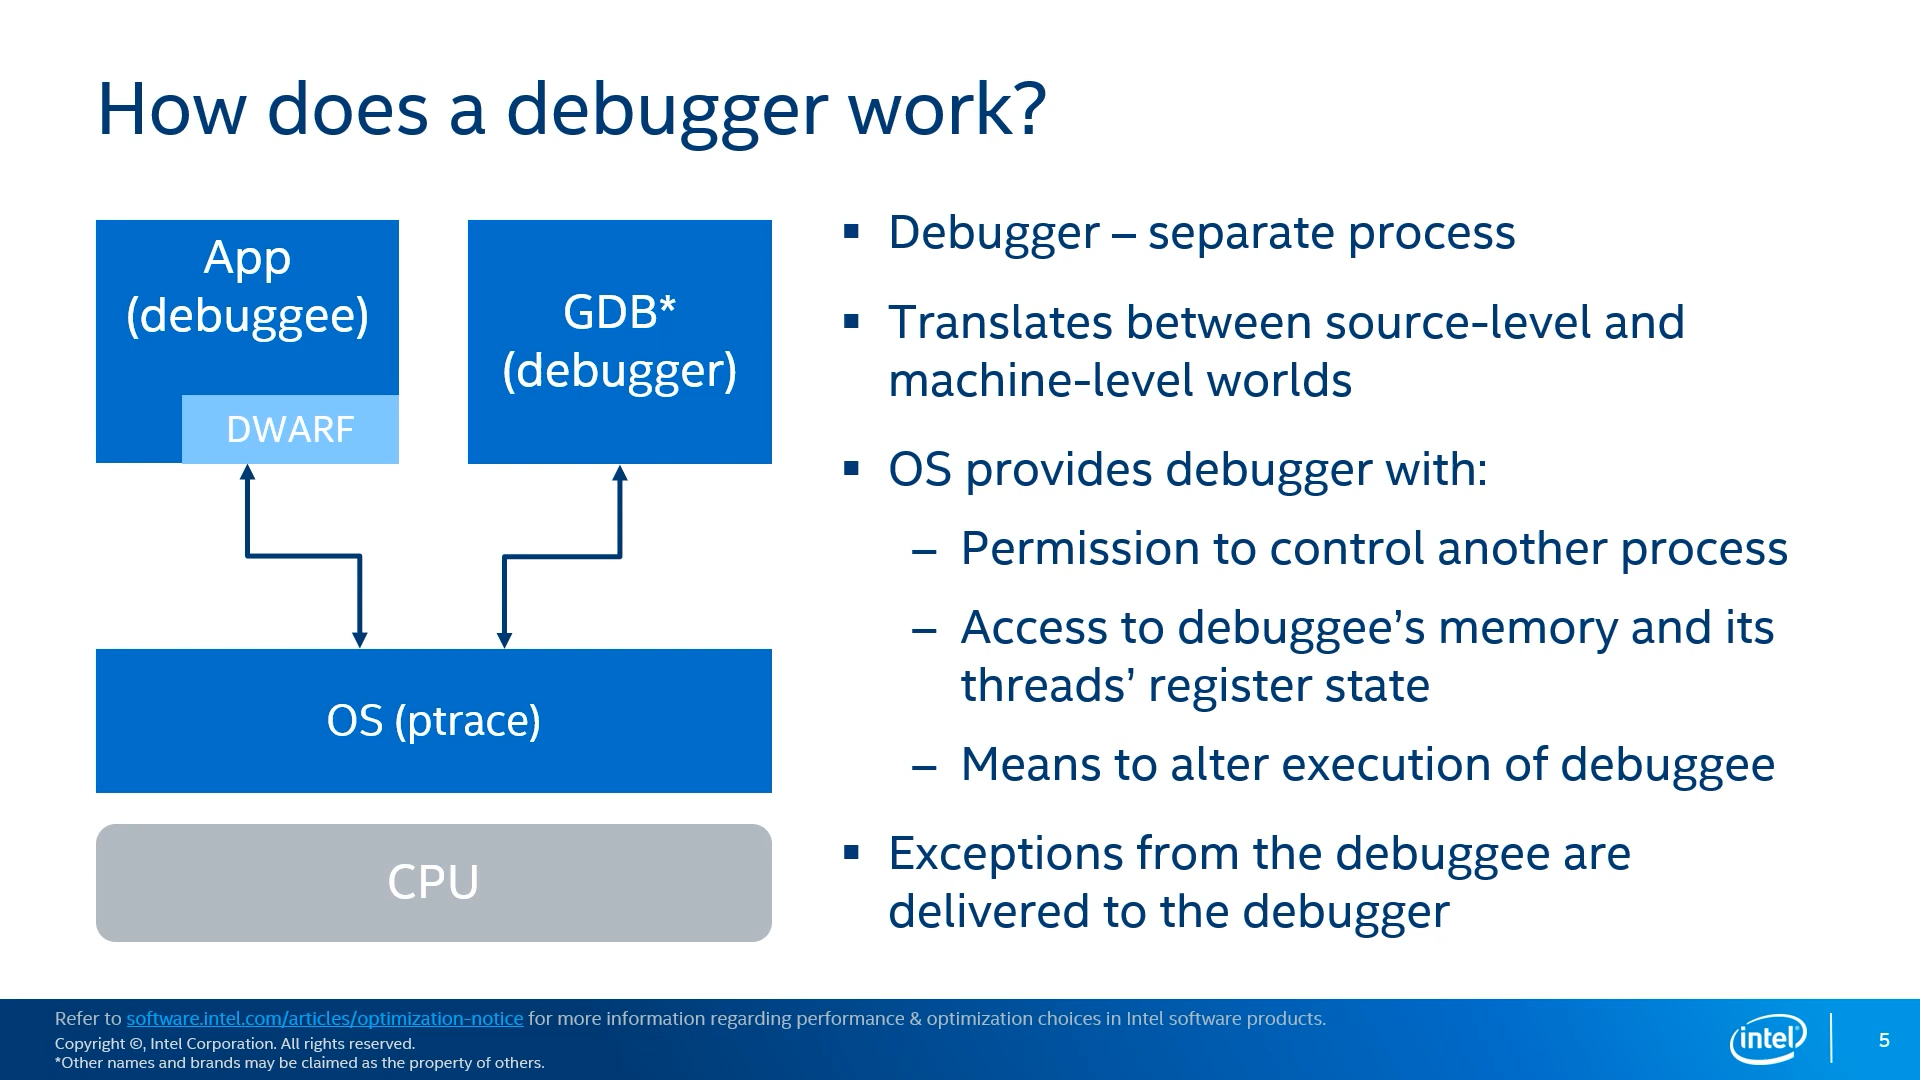 How does a debugger work?
App
(debuggee)
DWARF
GDB*
(debugger)
OS (ptrace)
CPU
▪ Debugger – separate process
▪ Translates between source-level and
machine-level worlds
▪ OS provides debugger with:
– Permission to control another process
– Access to debuggee’s memory and its
threads’ register state
– Means to alter execution of debuggee
▪ Exceptions from the debuggee are
delivered to the debugger
Refer to software.intel.com/articles/optimization-notice for more information regarding performance & optimization choices in Intel software products.
Copyright ©, Intel Corporation. All rights reserved.
*Other names and brands may be claimed as the property of others.
intel®
5